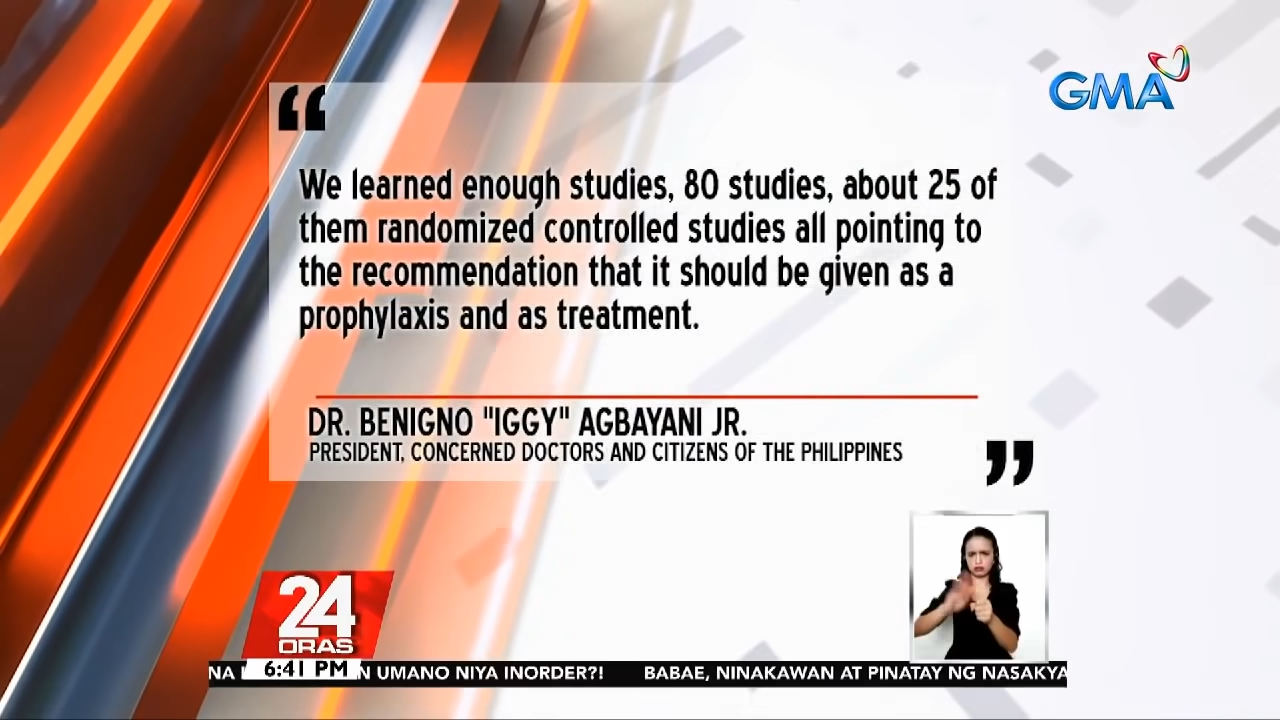 GMA
“
We learned enough studies, 80 studies, about 25 of
them randomized controlled studies all pointing to
the recommendation that it should be given as a
prophylaxis and as treatment.
DR. BENIGNO "IGGY" AGBAYANI JR.
PRESIDENT, CONCERNED DOCTORS AND CITIZENS OF THE PHILIPPINES
”
24
ORAS
6:41 PM
NA UMANO NIYA INORDER?! BABAE, NINAKAWAN AT PINATAY NG